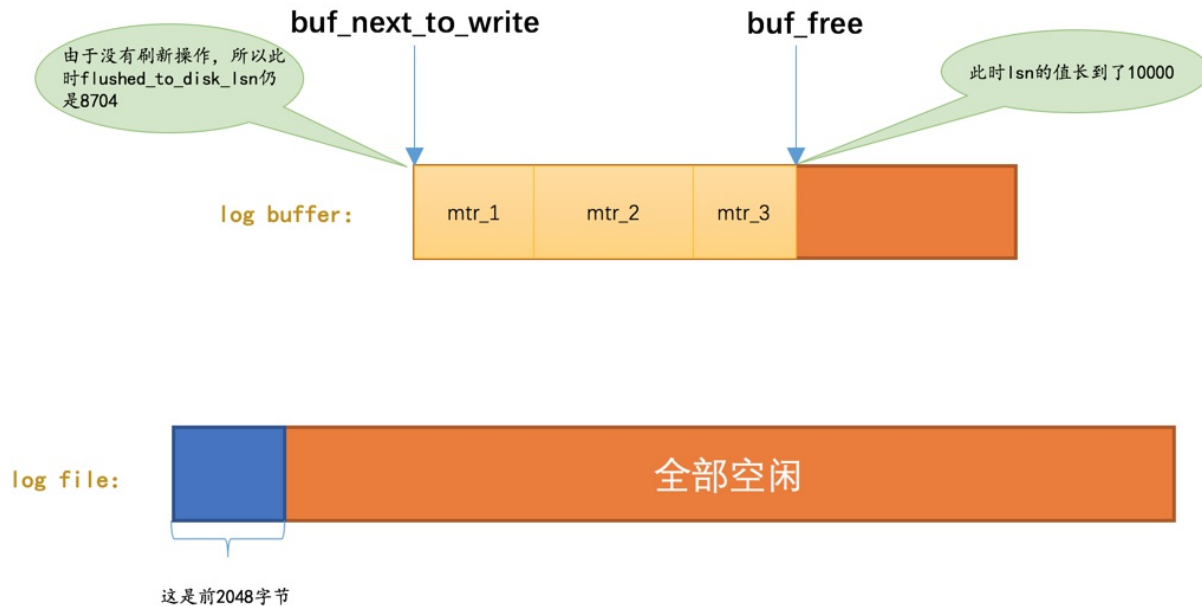 buf_next_to_write
buf_free
由于没有刷新操作，所以此
时flushed_to_disk_lsn仍
是8704
此时lsn的值长到了10000
log buffer:
mtr_1
mtr_2
mtr_3
log file:
全部空闲
这是前2048字节